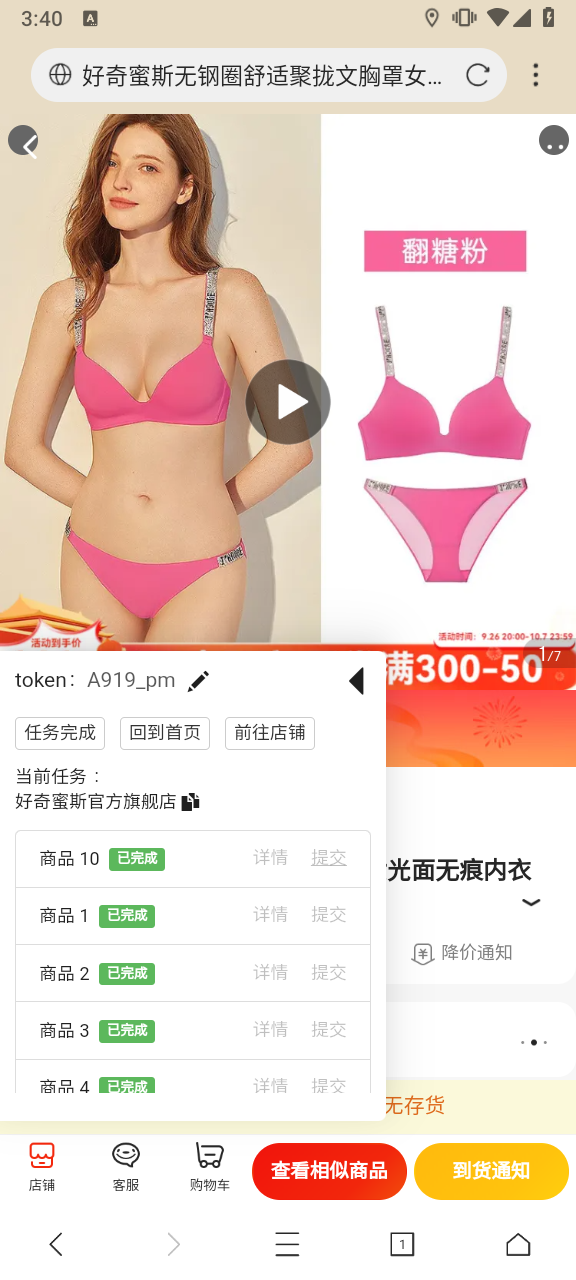 3:40
A
好奇蜜斯无钢圈舒适聚拢文胸罩女...
翻糖粉
活动到手价
活动时间：9.26 20:00-10.7 23:59
满300-50
1/7
token： A919_pm
任务完成 回到首页 前往店铺
当前任务：
好奇蜜斯官方旗舰店
商品 10 已完成 详情 提交
商品 1 已完成 详情 提交
商品 2 已完成 详情 提交
商品 3 已完成 详情 提交
商品 4 已完成 详情 提交
光面无痕内衣
降价通知
无存货
店铺 客服 购物车 查看相似商品 到货通知
1